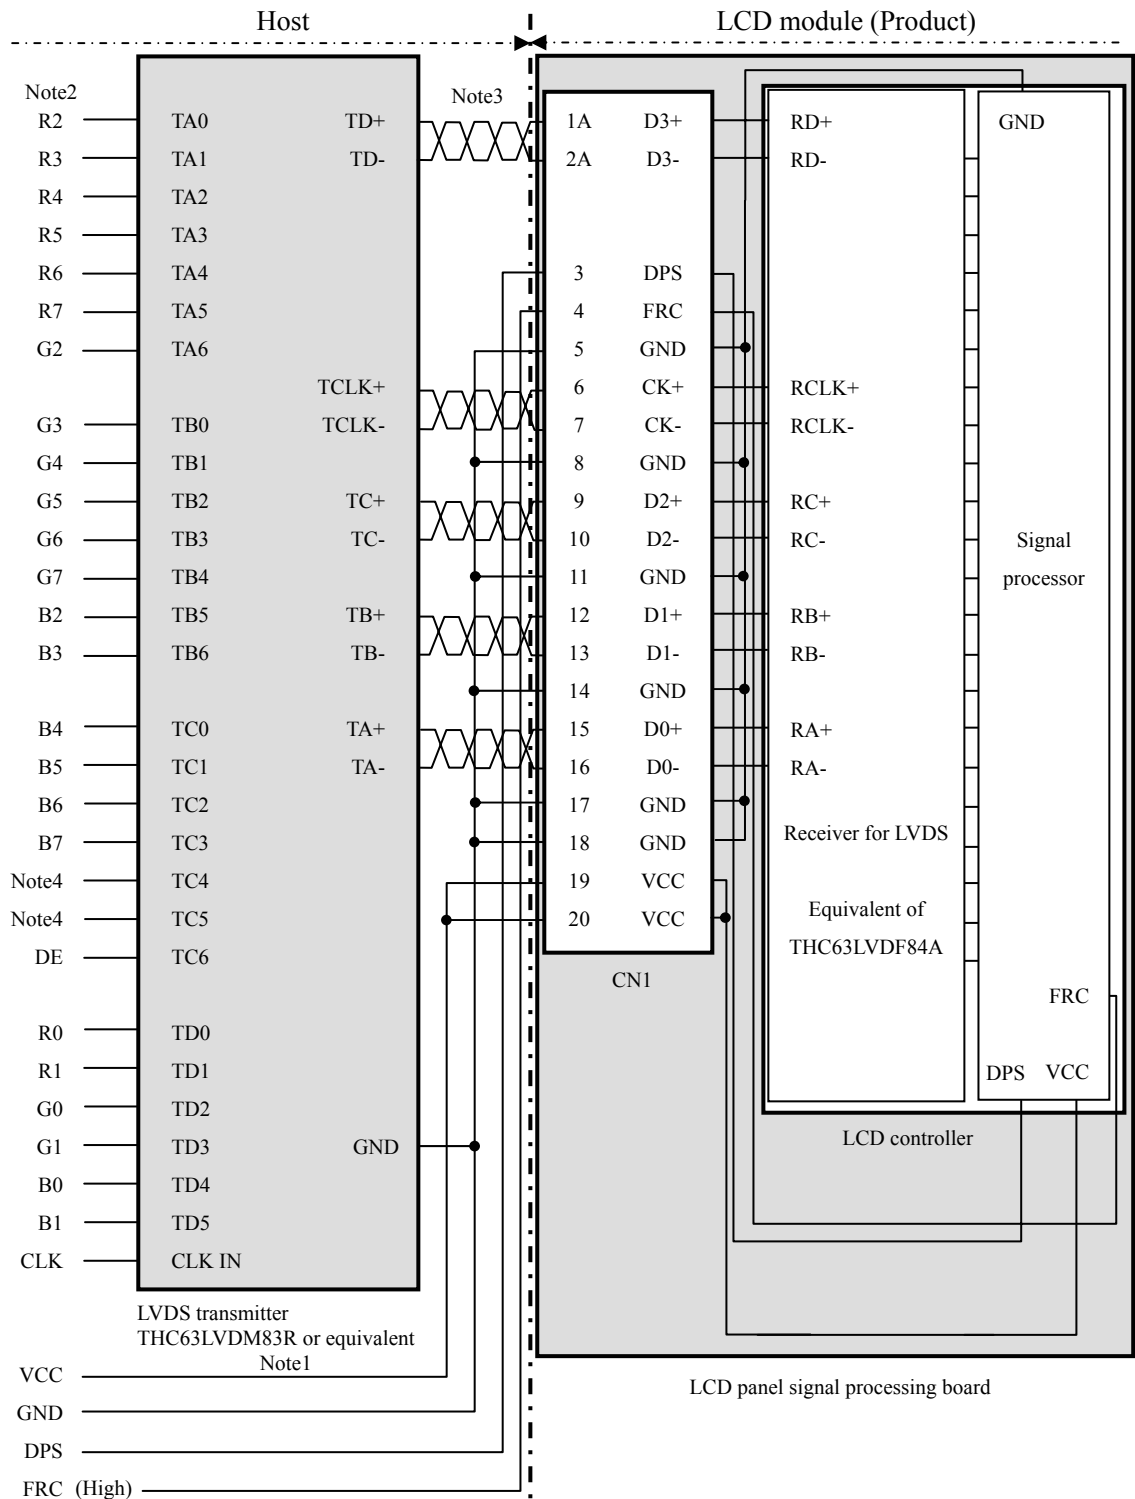 Host LCD module (Product)
Note2 Note3
R2 TA0 TD+ 1A D3+ RD+ GND
R3 TA1 TD- 2A D3- RD-
R4 TA2
R5 TA3
R6 TA4 3 DPS
R7 TA5 4 FRC
G2 TA6 5 GND
TCLK+ 6 CK+ RCLK+
G3 TB0 TCLK- 7 CK- RCLK-
G4 TB1 8 GND
G5 TB2 TC+ 9 D2+ RC+
G6 TB3 TC- 10 D2- RC- Signal
G7 TB4 11 GND processor
B2 TB5 TB+ 12 D1+ RB+
B3 TB6 TB- 13 D1- RB-
14 GND
B4 TC0 TA+ 15 D0+ RA+
B5 TC1 TA- 16 D0- RA-
B6 TC2 17 GND
B7 TC3 18 GND Receiver for LVDS
Note4 TC4 19 VCC
Note4 TC5 20 VCC Equivalent of
DE TC6 THC63LVDF84A
CN1
FRC
R0 TD0
R1 TD1 DPS VCC
G0 TD2
G1 TD3 GND LCD controller
B0 TD4
B1 TD5
CLK CLK IN
LVDS transmitter
THC63LVDM83R or equivalent
Note1
VCC
LCD panel signal processing board
GND
DPS
FRC (High)